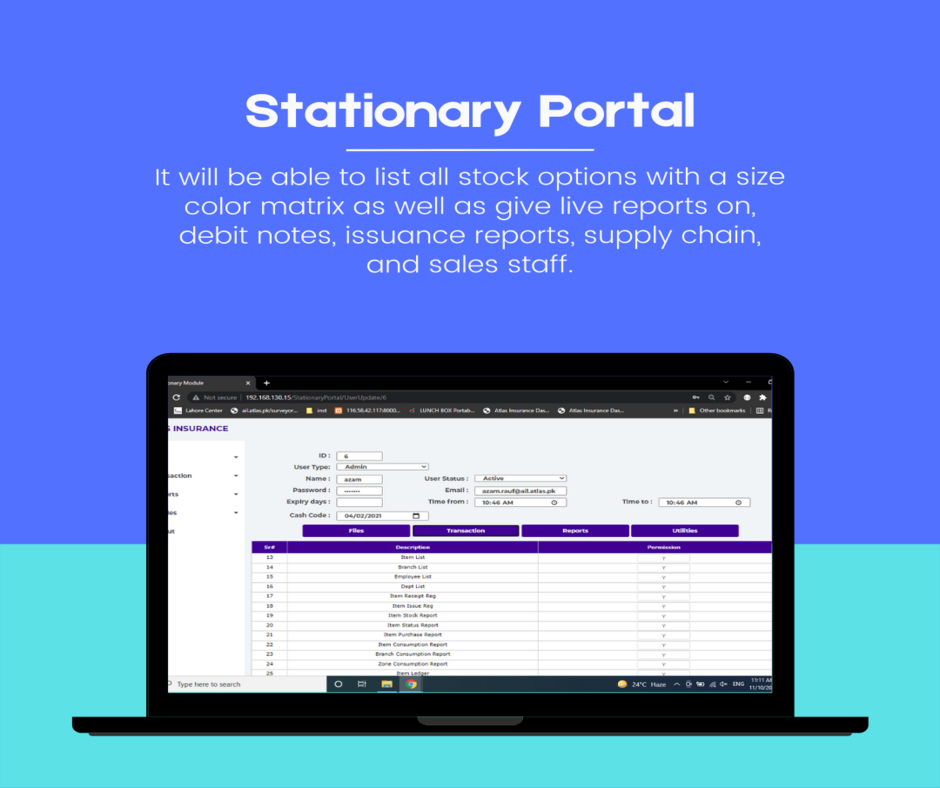 Stationary Portal
It will be able to list all stock options with a size
color matrix as well as give live reports on,
debit notes, issuance reports, supply chain,
and sales staff.
onary Module
Not secure | 192.168.130.15/StationaryPortal/UserUpdate/6
Lahore Center ail.atlas.pk/surveyor... inst 116.58.42.117:8000... LUNCH BOX Portab... Atlas Insurance Das... Atlas Insurance Das... » Other bookmarks
S INSURANCE
ID : 6
User Type: Admin
Name : azam User Status : Active
Password : ······· Email : azam.rauf@ail.atlas.pk
Expiry days : Time from : 10:46 AM Time to : 10:46 AM
Cash Code : 04/02/2021
saction
rts
es
ut
Files Transaction Reports Utilities
Sr# Description Permission
13 Item List Y
14 Branch List Y
15 Employee List Y
16 Dept List Y
17 Item Receipt Reg Y
18 Item Issue Reg Y
19 Item Stock Report Y
20 Item Status Report Y
21 Item Purchase Report Y
22 Item Consumption Report Y
23 Branch Consumption Report Y
24 Zone Consumption Report Y
25 Item Ledger
Type here to search 24°C Haze ENG 11:11 AM
11/10/20